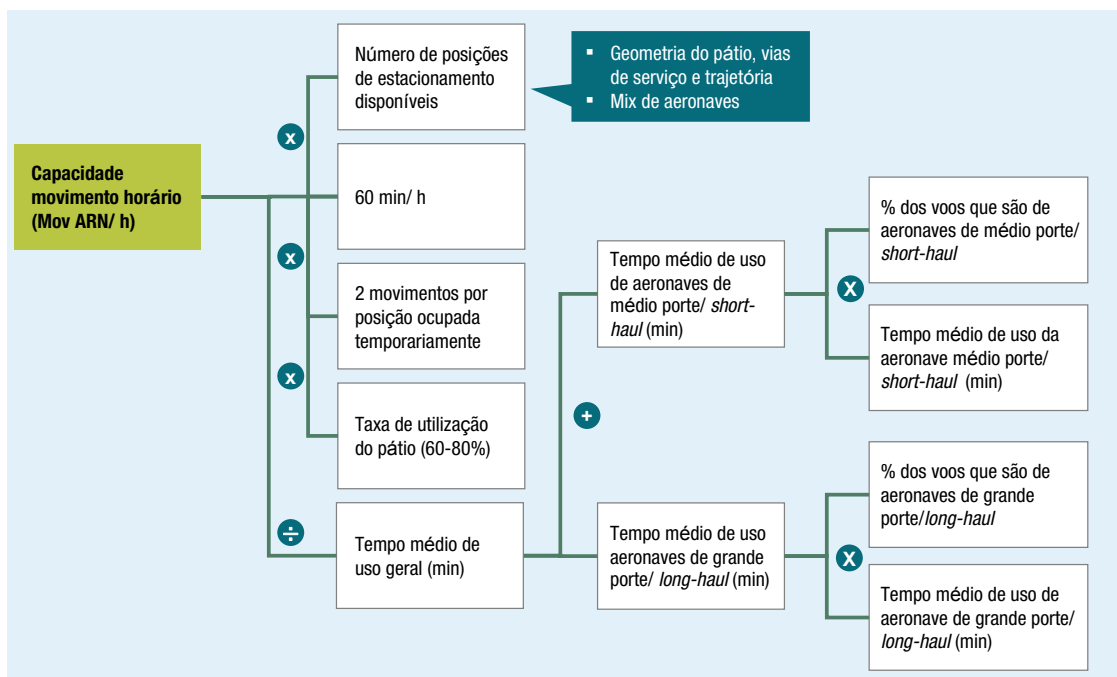 Número de posições
de estacionamento
disponíveis
▪ Geometria do pátio, vias
de serviço e trajetória
▪ Mix de aeronaves
x
Capacidade
movimento horário
(Mov ARN/ h)
60 min/ h
x
2 movimentos por
posição ocupada
temporariamente
x
Taxa de utilização
do pátio (60-80%)
÷
Tempo médio de
uso geral (min)
Tempo médio de uso
de aeronaves de
médio porte/ short-
haul (min)
+
Tempo médio de uso
aeronaves de grande
porte/ long-haul (min)
% dos voos que são de
aeronaves de médio porte/
short-haul
X
Tempo médio de uso da
aeronave médio porte/
short-haul (min)
% dos voos que são de
aeronaves de grande
porte/long-haul
X
Tempo médio de uso de
aeronave de grande porte/
long-haul (min)